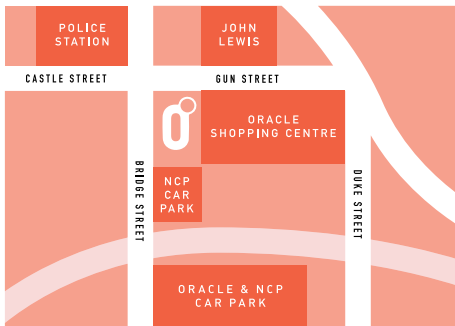 POLICE
STATION
JOHN
LEWIS
CASTLE STREET
GUN STREET
ORACLE
SHOPPING CENTRE
NCP
CAR
PARK
BRIDGE STREET
DUKE STREET
ORACLE & NCP
CAR PARK